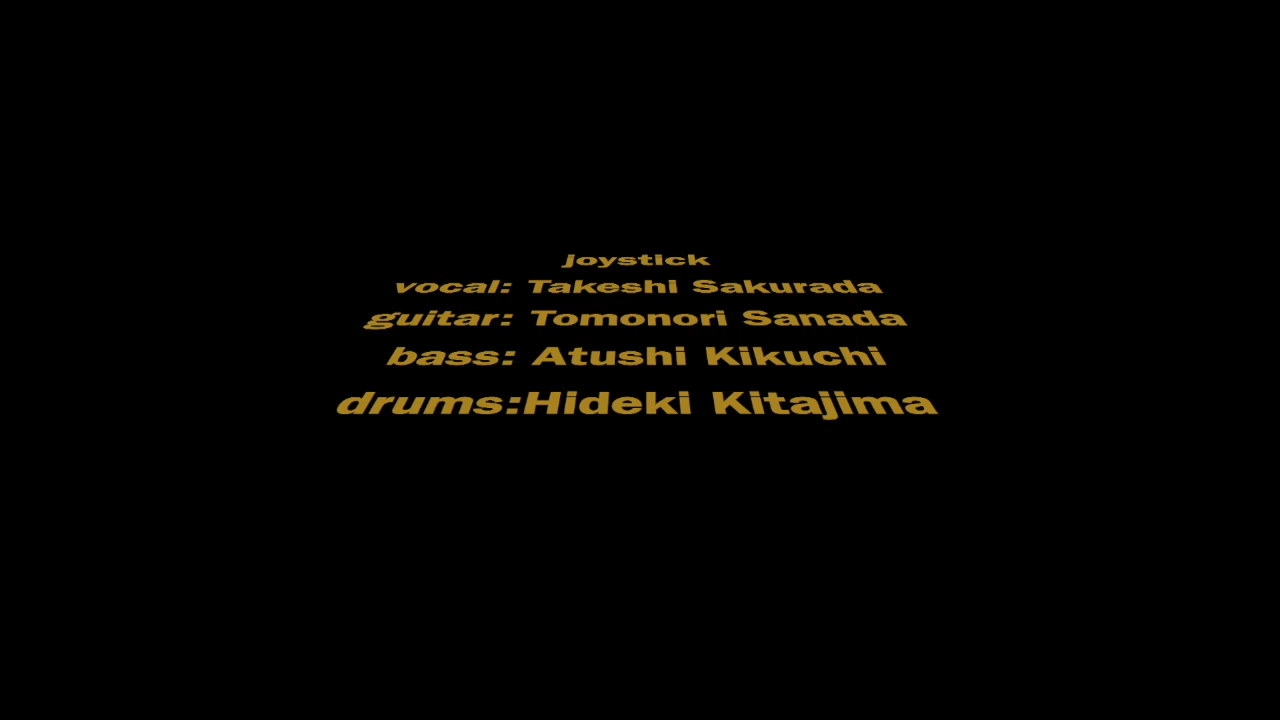 joystick
vocal: Takeshi Sakurada
guitar: Tomonori Sanada
bass: Atushi Kikuchi
drums:Hideki Kitajima